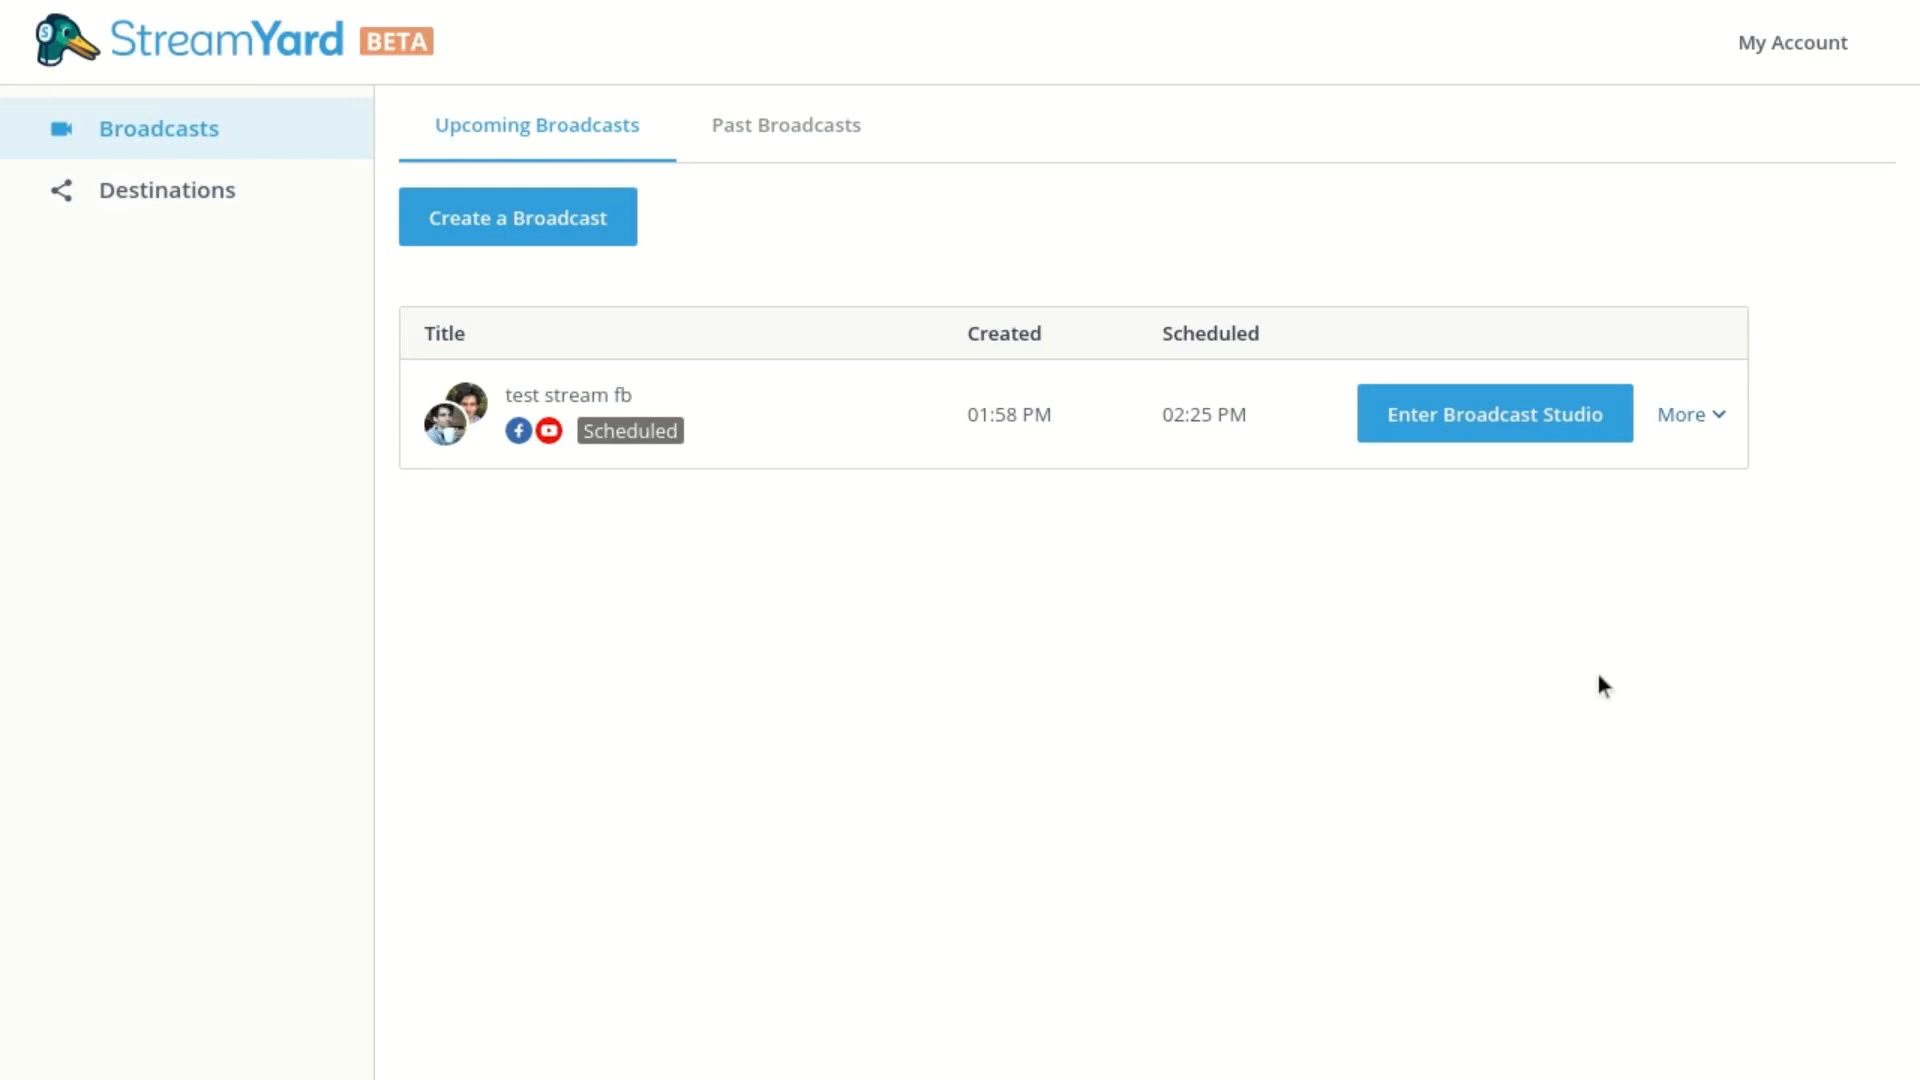 StreamYard BETA
My Account
Broadcasts
Destinations
Upcoming Broadcasts Past Broadcasts
Create a Broadcast
Title Created Scheduled
test stream fb
Scheduled
01:58 PM 02:25 PM Enter Broadcast Studio More